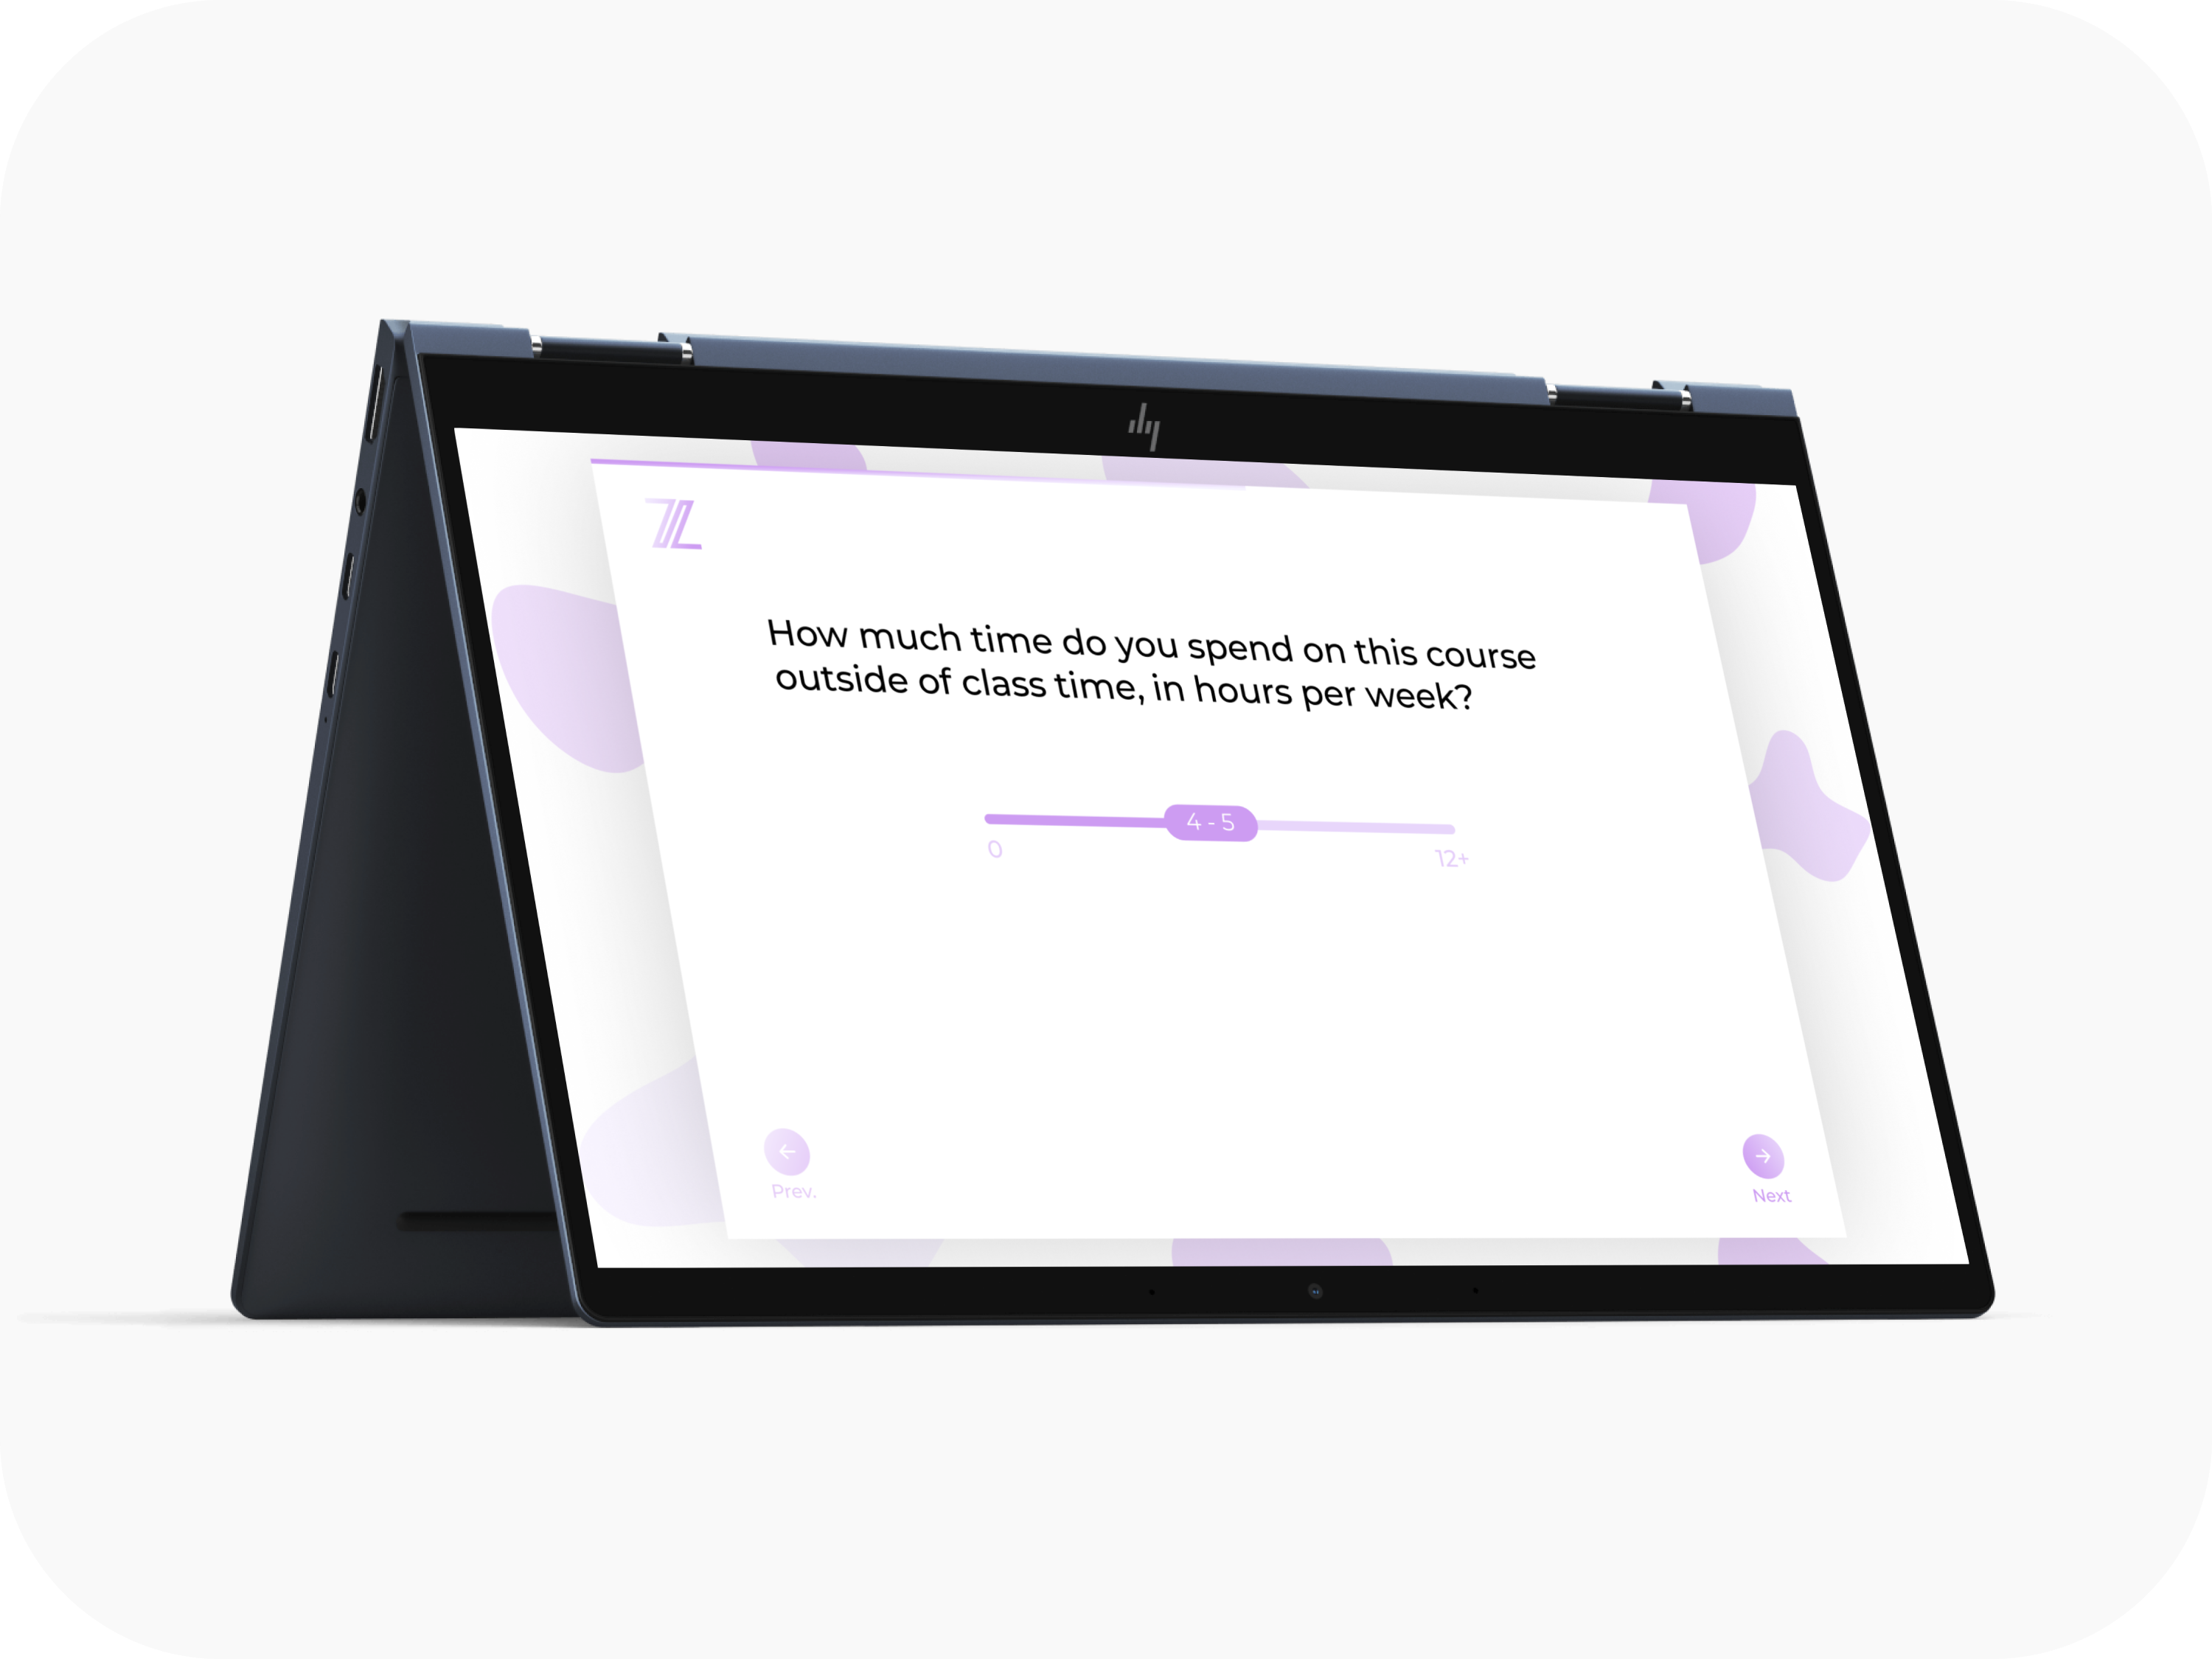 hp
How much time do you spend on this course
outside of class time, in hours per week?
4 - 5
0
12+
Prev.
Next